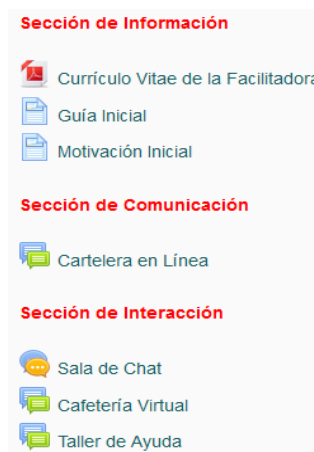 Sección de Información
Currículo Vitae de la Facilitadora
Guía Inicial
Motivación Inicial
Sección de Comunicación
Cartelera en Línea
Sección de Interacción
Sala de Chat
Cafetería Virtual
Taller de Ayuda